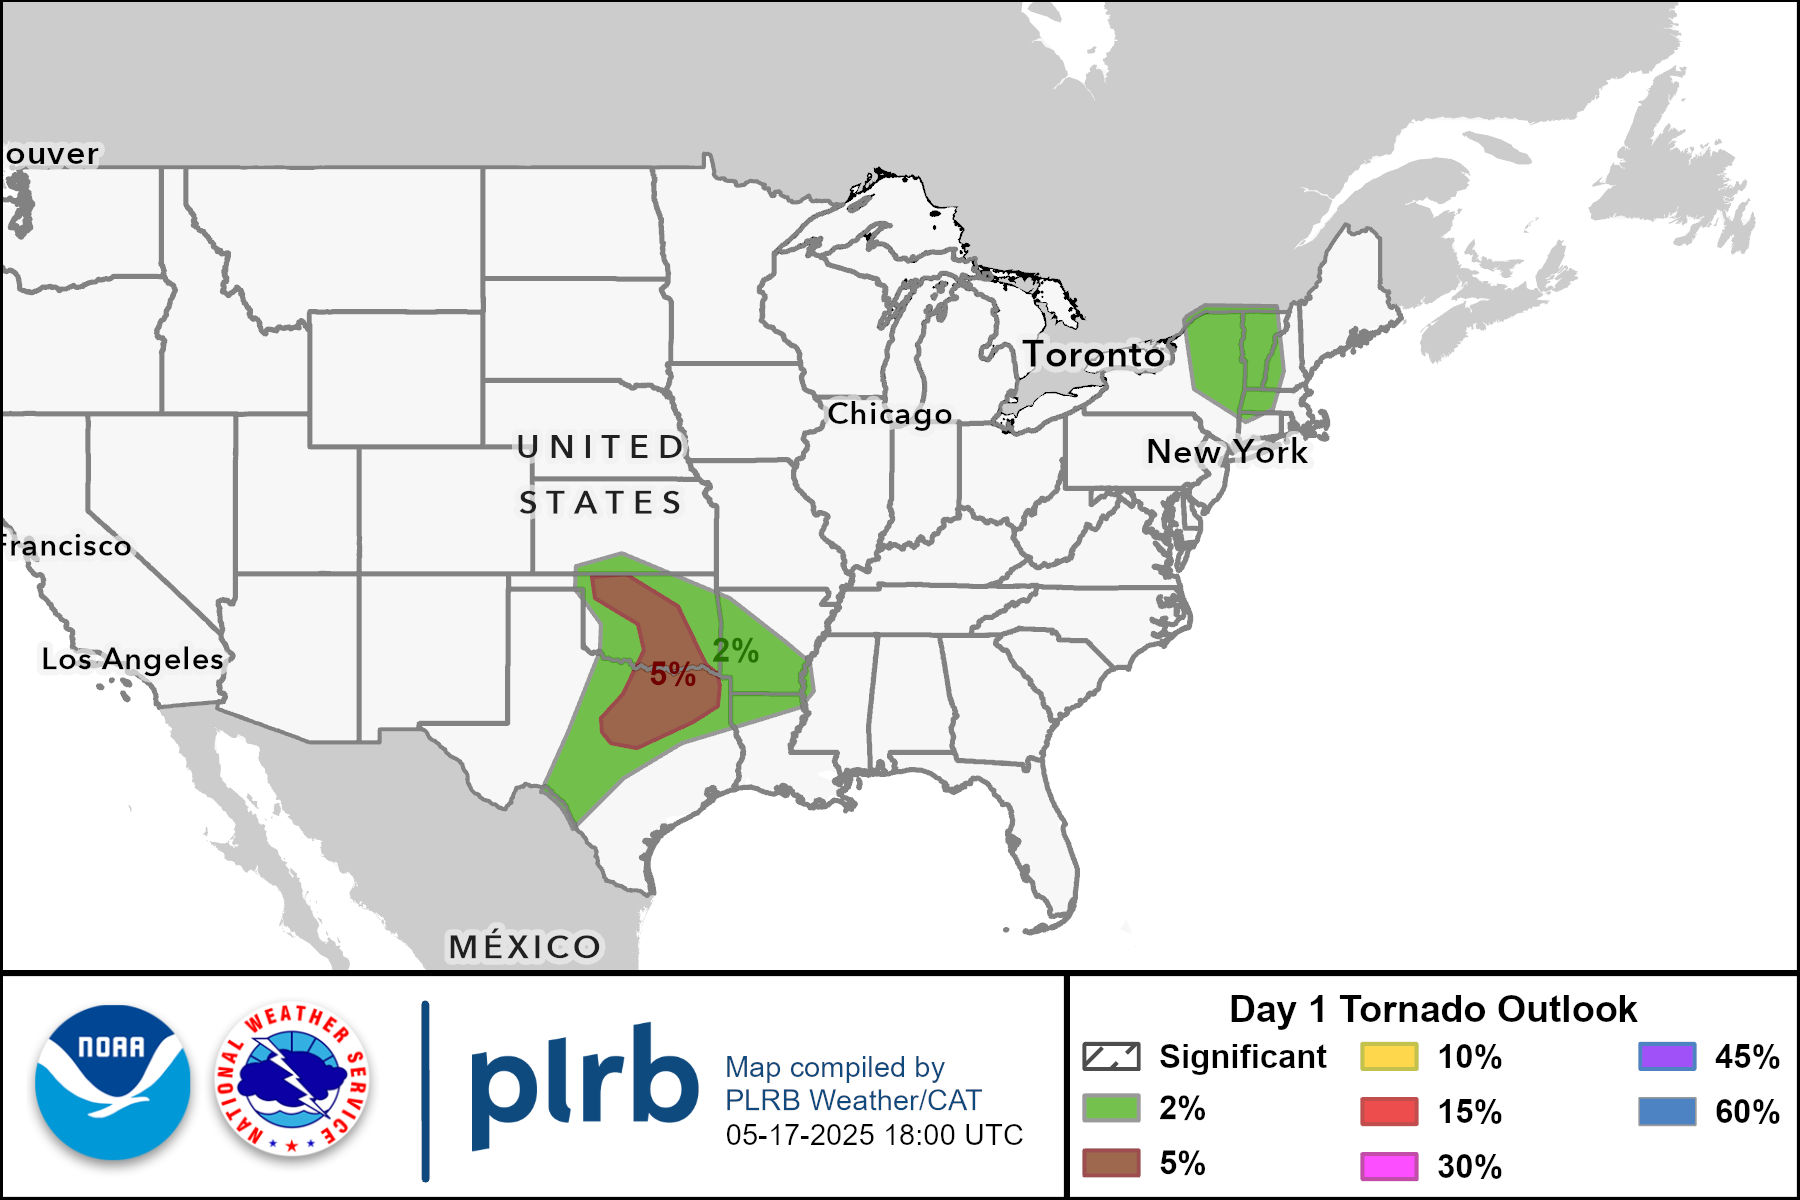 ouver
Toronto
Chicago
UNITED
New York
STATES
Francisco
2%
Los Angeles
5%
MÉXICO
NOAA
NATIONAL WEATHER SERVICE
plrb
Map compiled by
PLRB Weather/CAT
05-17-2025 18:00 UTC
Day 1 Tornado Outlook
Significant
2%
5%
10%
15%
30%
45%
60%